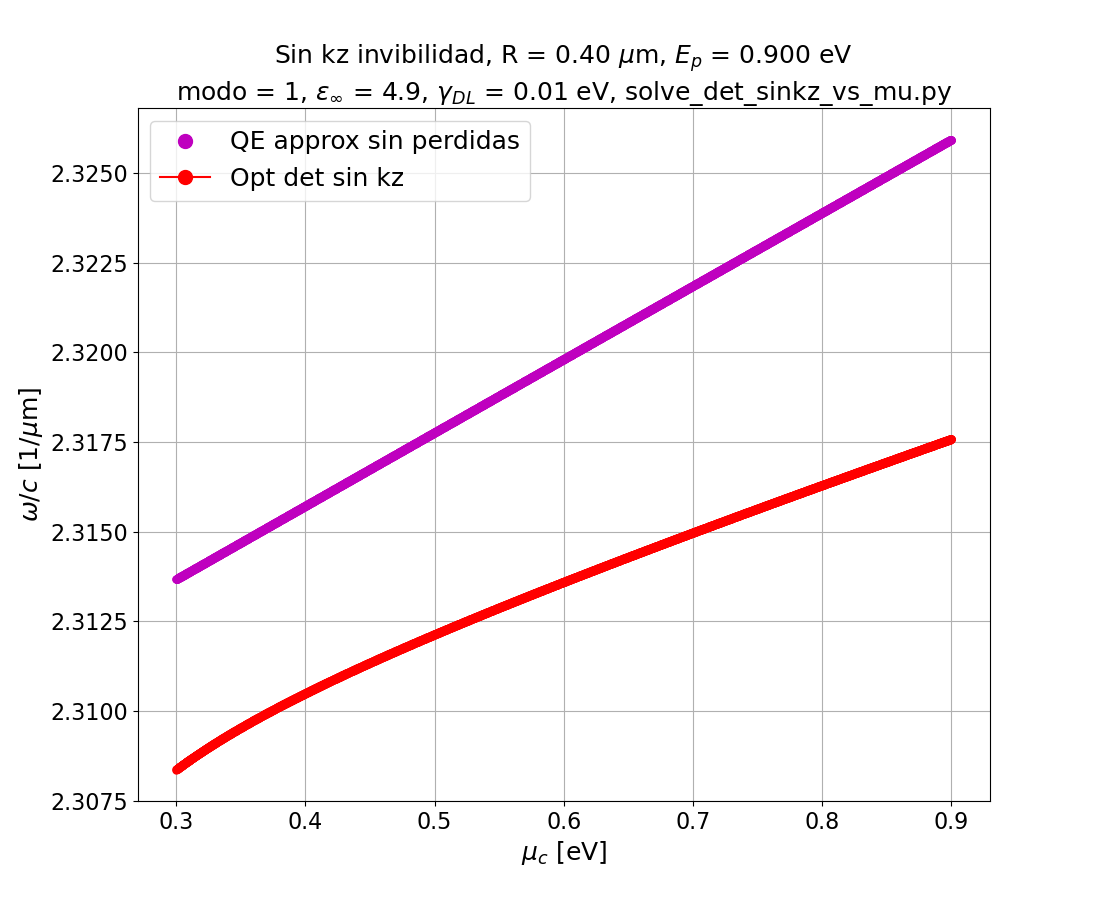 Sin kz invibilidad, R = 0.40 μm, E_p = 0.900 eV
modo = 1, ε_∞ = 4.9, γ_DL = 0.01 eV, solve_det_sinkz_vs_mu.py
QE approx sin perdidas
Opt det sin kz
2.3250
2.3225
2.3200
2.3175
2.3150
2.3125
2.3100
2.3075
ω/c [1/μm]
0.3 0.4 0.5 0.6 0.7 0.8 0.9
μ_c [eV]